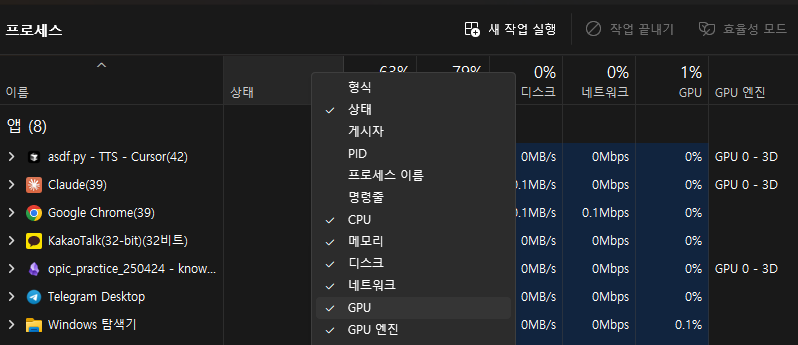 프로세스
새 작업 실행
작업 끝내기
효율성 모드
63% 79% 0% 0% 1%
이름 상태 디스크 네트워크 GPU GPU 엔진
앱 (8)
asdf.py - TTS - Cursor(42) 0MB/s 0Mbps 0% GPU 0 - 3D
Claude(39) 0.1MB/s 0Mbps 0% GPU 0 - 3D
Google Chrome(39) 0.1MB/s 0.1Mbps 0%
KakaoTalk(32-bit)(32비트) 0MB/s 0Mbps 0%
opic_practice_250424 - know... 0MB/s 0Mbps 0% GPU 0 - 3D
Telegram Desktop 0MB/s 0Mbps 0%
Windows 탐색기 0MB/s 0Mbps 0.1%
형식
상태
게시자
PID
프로세스 이름
명령줄
CPU
메모리
디스크
네트워크
GPU
GPU 엔진